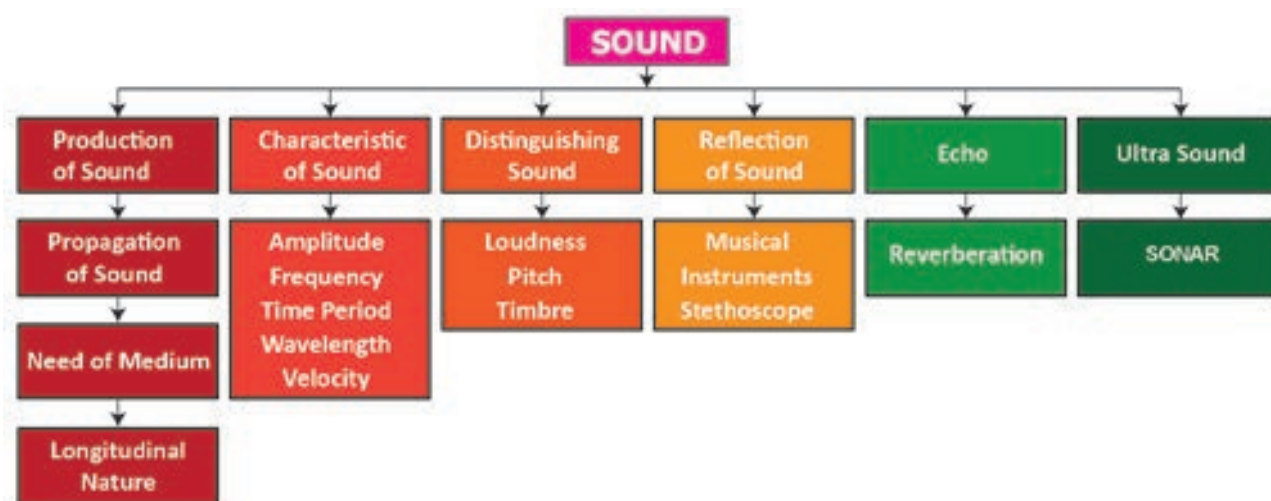 SOUND
Production
of Sound
Propagation
of Sound
Need of Medium
Longitudinal
Nature
Characteristic
of Sound
Amplitude
Frequency
Time Period
Wavelength
Velocity
Distinguishing
Sound
Loudness
Pitch
Timbre
Reflection
of Sound
Musical
Instruments
Stethoscope
Echo
Reverberation
Ultra Sound
SONAR